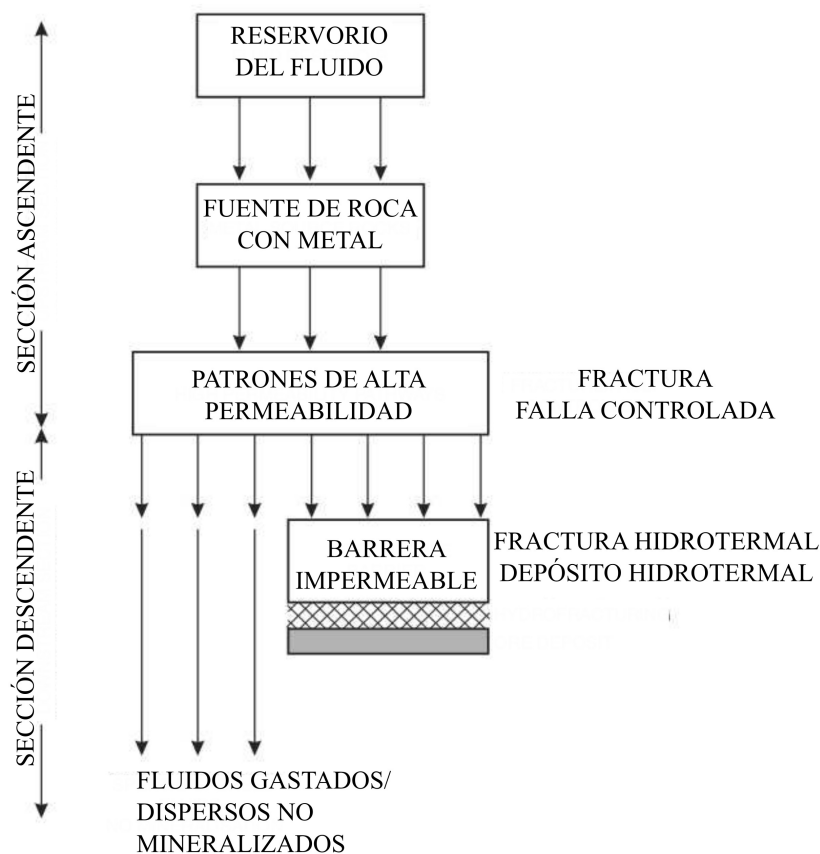 RESERVORIO
DEL FLUIDO
SECCIÓN ASCENDENTE
FUENTE DE ROCA
CON METAL
PATRONES DE ALTA
PERMEABILIDAD
FRACTURA
FALLA CONTROLADA
SECCIÓN DESCENDENTE
BARRERA
IMPERMEABLE
FRACTURA HIDROTERMAL
DEPÓSITO HIDROTERMAL
FLUIDOS GASTADOS/
DISPERSOS NO
MINERALIZADOS